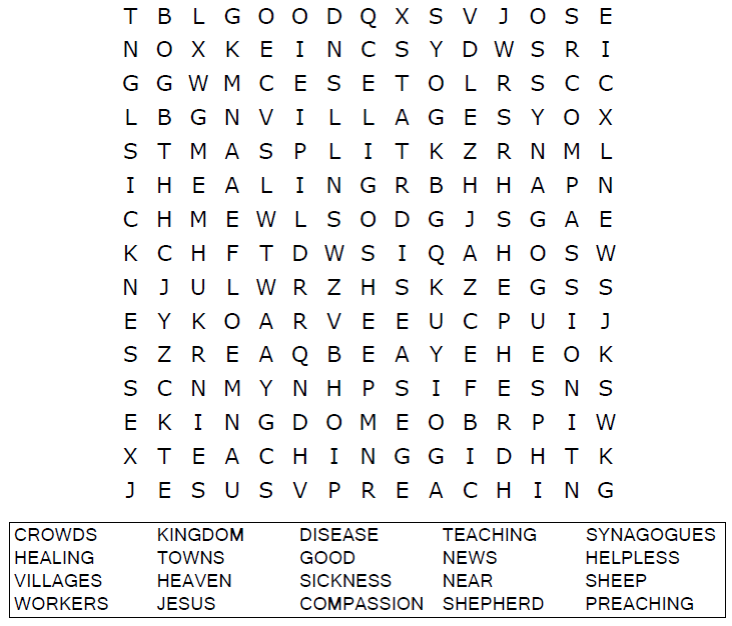 T B L G O O D Q X S V J O S E
N O X K E I N C S Y D W S R I
G G W M C E S E T O L R S C C
L B G N V I L L A G E S Y O X
S T M A S P L I T K Z R N M L
I H E A L I N G R B H H A P N
C H M E W L S O D G J S G A E
K C H F T D W S I Q A H O S W
N J U L W R Z H S K Z E G S S
E Y K O A R V E E U C P U I J
S Z R E A Q B E A Y E H E O K
S C N M Y N H P S I F E S N S
E K I N G D O M E O B R P I W
X T E A C H I N G G I D H T K
J E S U S V P R E A C H I N G
CROWDS KINGDOM DISEASE TEACHING SYNAGOGUES
HEALING TOWNS GOOD NEWS HELPLESS
VILLAGES HEAVEN SICKNESS NEAR SHEEP
WORKERS JESUS COMPASSION SHEPHERD PREACHING